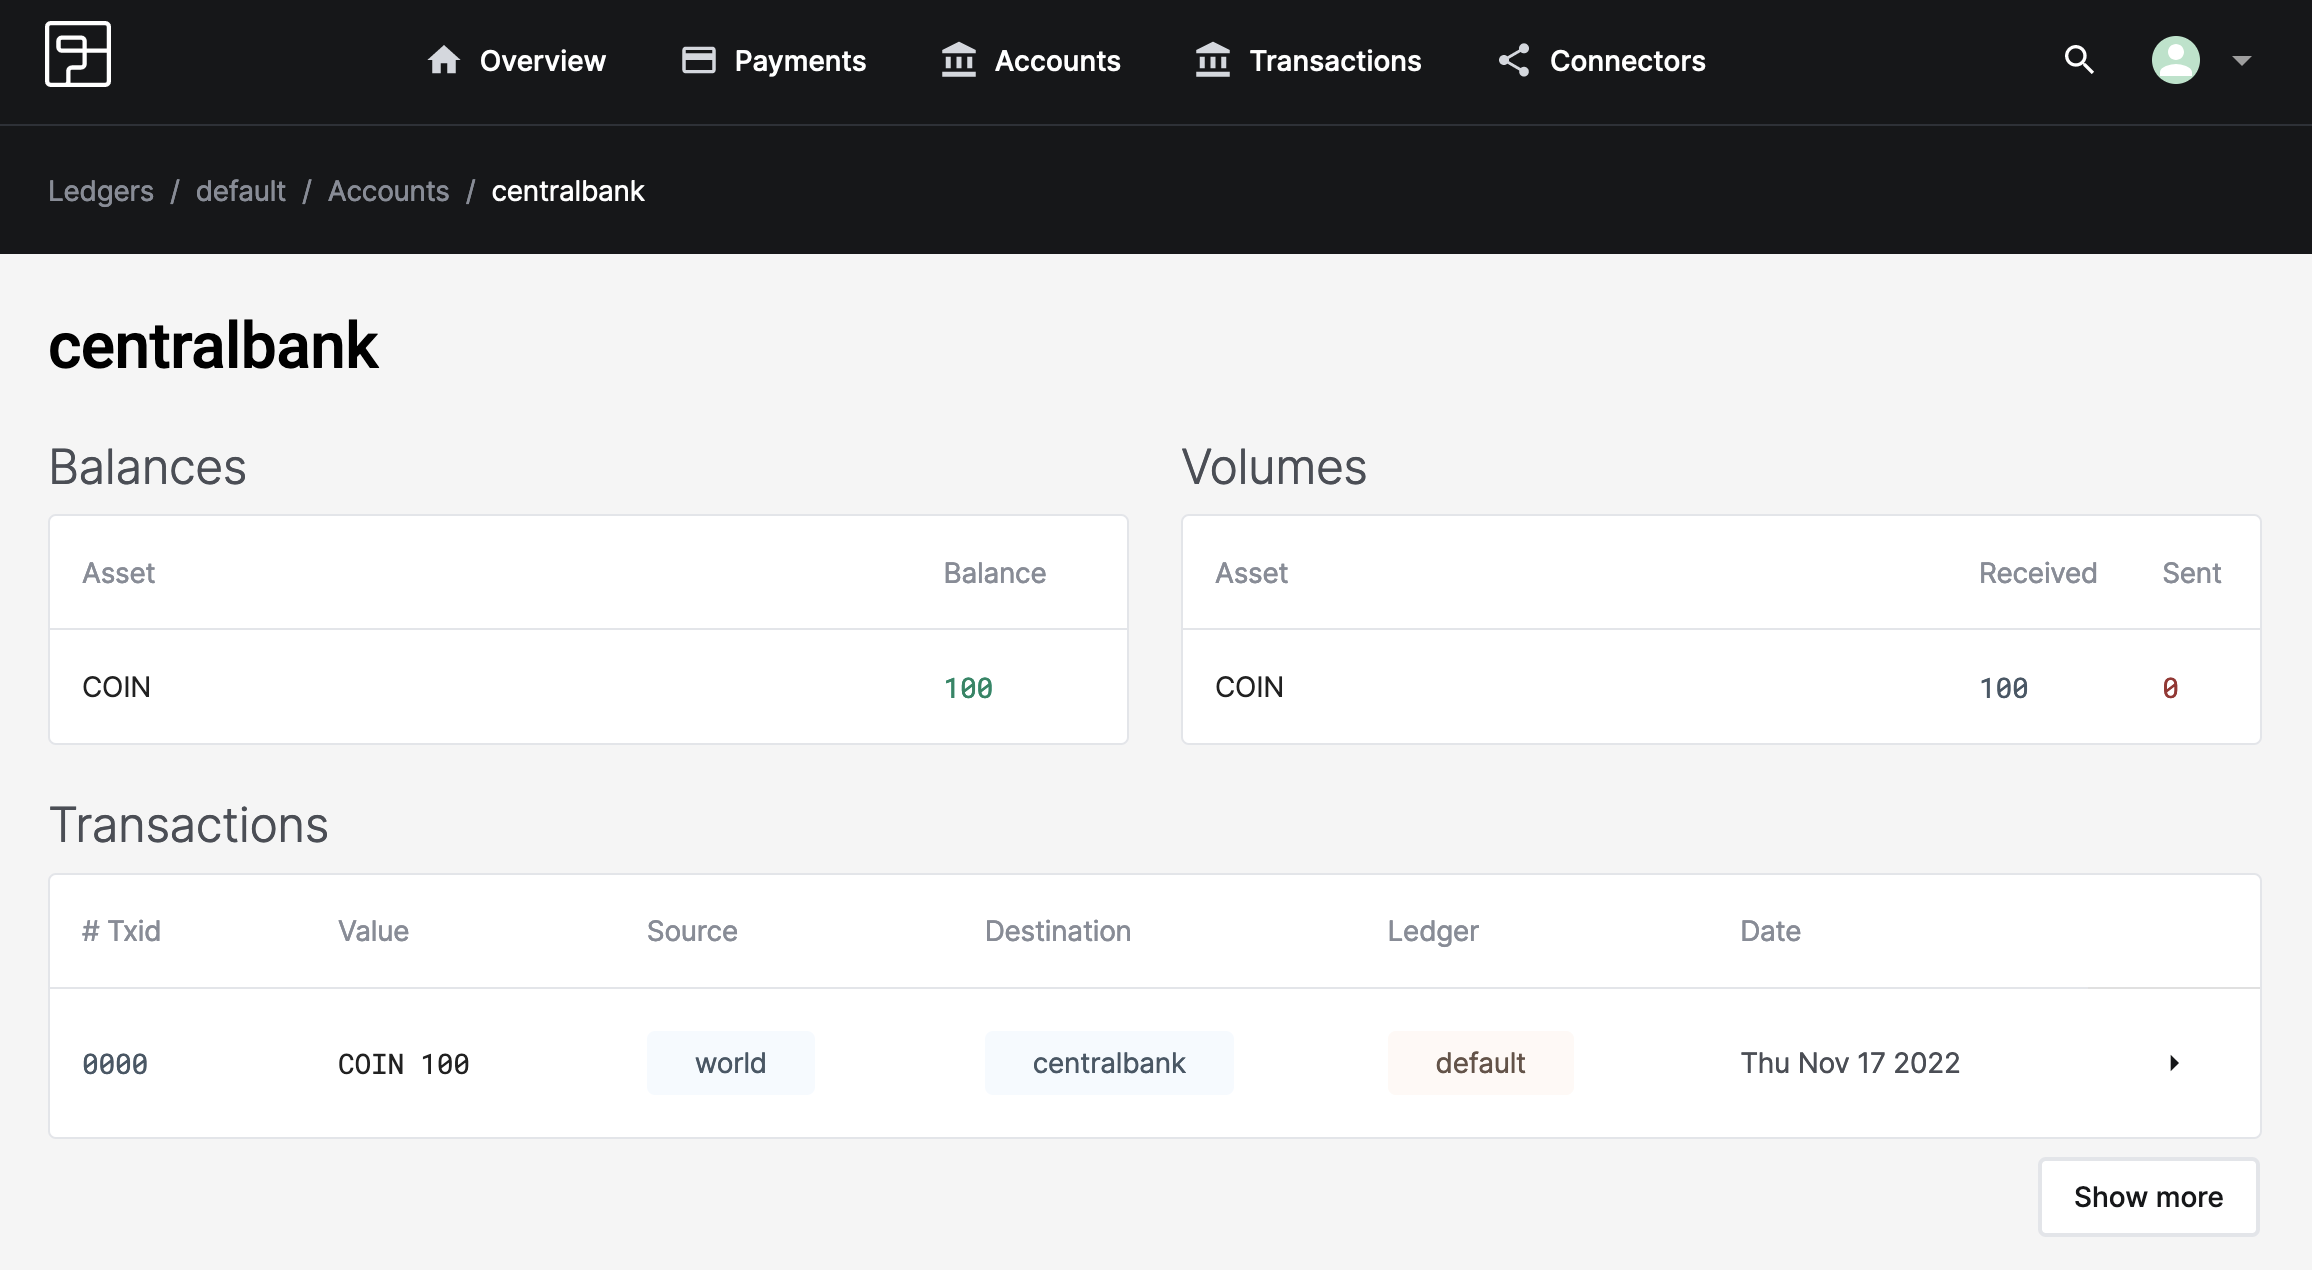 Overview Payments Accounts Transactions Connectors
Ledgers / default / Accounts / centralbank
centralbank
Balances
Asset Balance
COIN 100
Volumes
Asset Received Sent
COIN 100 0
Transactions
# Txid Value Source Destination Ledger Date
0000 COIN 100 world centralbank default Thu Nov 17 2022
Show more